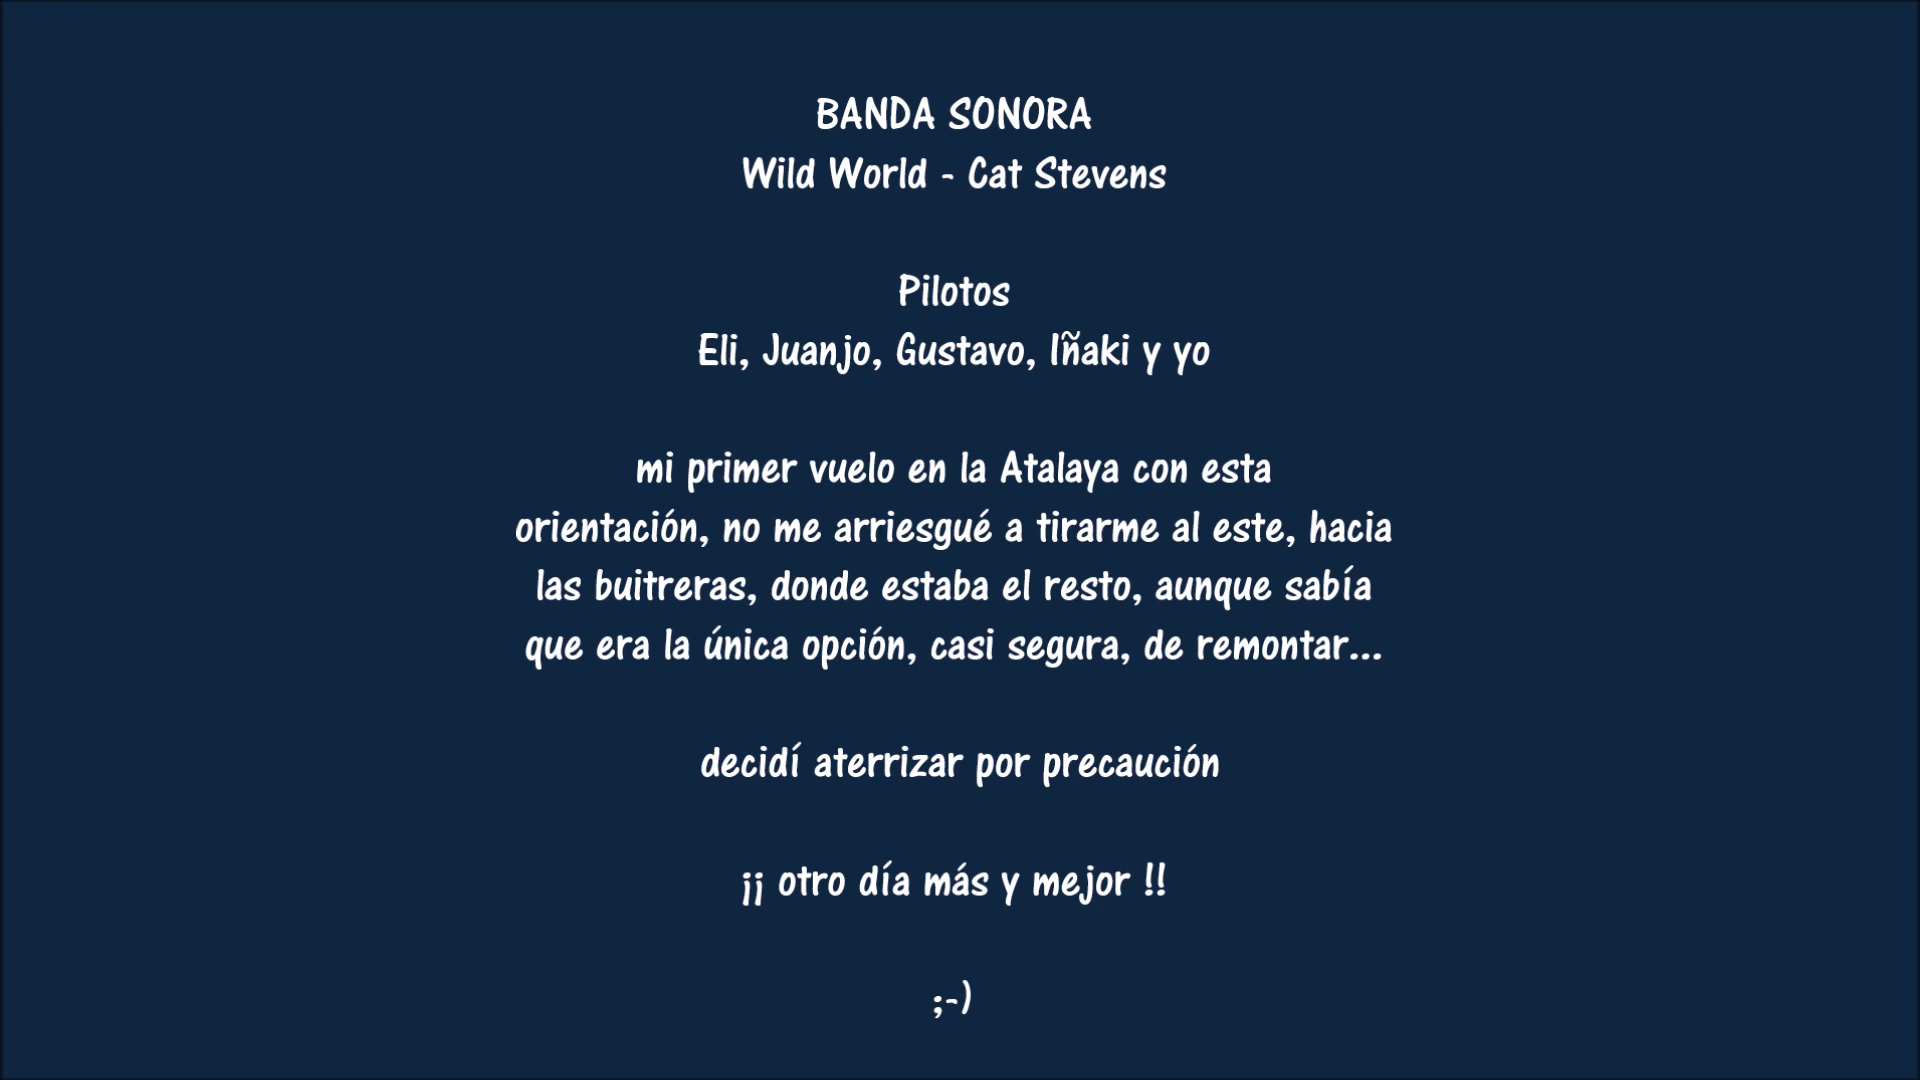 BANDA SONORA
Wild World - Cat Stevens
Pilotos
Eli, Juanjo, Gustavo, Iñaki y yo
mi primer vuelo en la Atalaya con esta
orientación, no me arriesgué a tirarme al este, hacia
las buitreras, donde estaba el resto, aunque sabía
que era la única opción, casi segura, de remontar...
decidí aterrizar por precaución
¡¡ otro día más y mejor !!
;-)